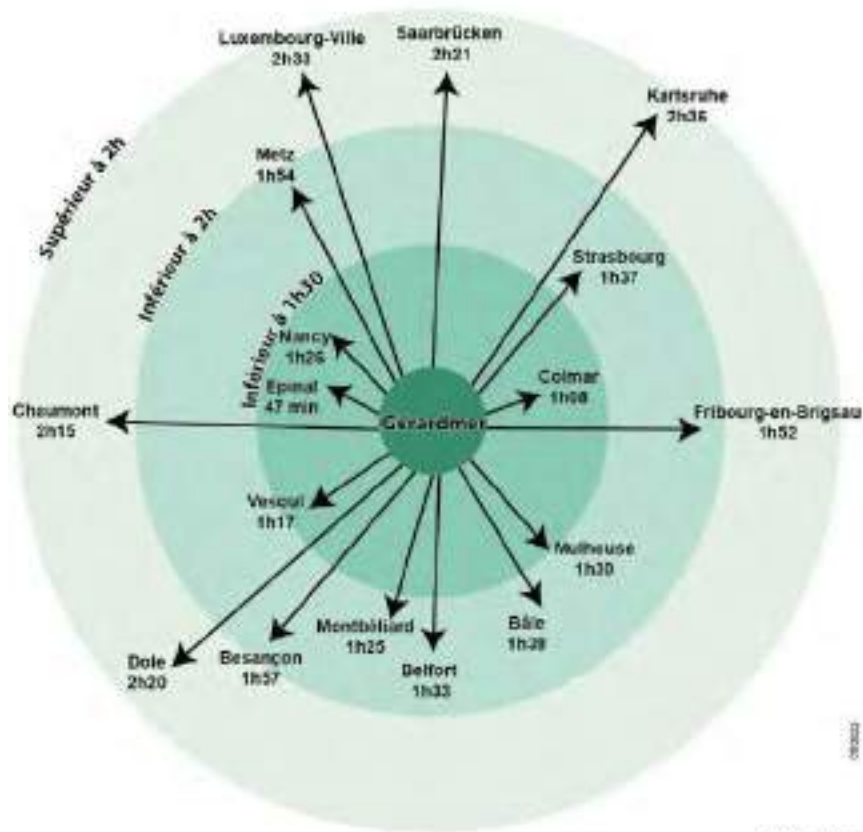 Luxembourg-Ville
2h33
Saarbrücken
2h21
Karlsruhe
2h36
Metz
1h54
Supérieur à 2h
Inférieur à 2h
Inférieur à 1h30
Strasbourg
1h37
Nancy
1h26
Epinal
47 min
Colmar
1h08
Chaumont
2h15
Gérardmer
Fribourg-en-Brigsau
1h52
Vesoul
1h17
Mulhouse
1h30
Montbéliard
1h25
Bâle
Dole
2h20
Besançon
1h57
Belfort
1h33